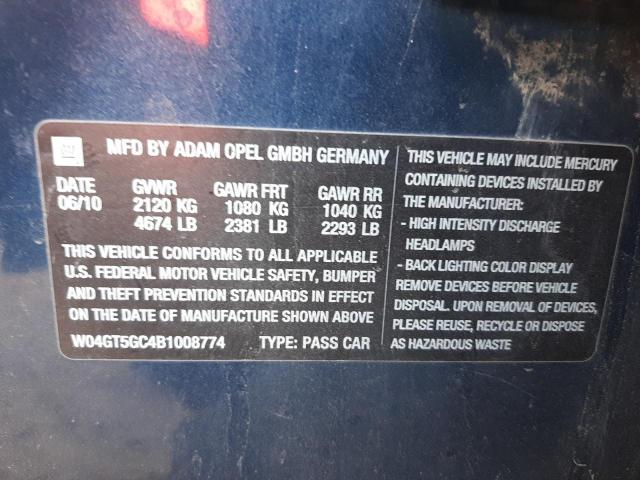 GM
MFD BY ADAM OPEL GMBH GERMANY
DATE GVWR GAWR FRT GAWR RR
06/10 2120 KG 1080 KG 1040 KG
4674 LB 2381 LB 2293 LB
THIS VEHICLE CONFORMS TO ALL APPLICABLE
U.S. FEDERAL MOTOR VEHICLE SAFETY, BUMPER
AND THEFT PREVENTION STANDARDS IN EFFECT
ON THE DATE OF MANUFACTURE SHOWN ABOVE
W04GT5GC4B1008774 TYPE: PASS CAR
THIS VEHICLE MAY INCLUDE MERCURY
CONTAINING DEVICES INSTALLED BY
THE MANUFACTURER:
- HIGH INTENSITY DISCHARGE
HEADLAMPS
- BACK LIGHTING COLOR DISPLAY
REMOVE DEVICES BEFORE VEHICLE
DISPOSAL. UPON REMOVAL OF DEVICES,
PLEASE REUSE, RECYCLE OR DISPOSE
AS HAZARDOUS WASTE